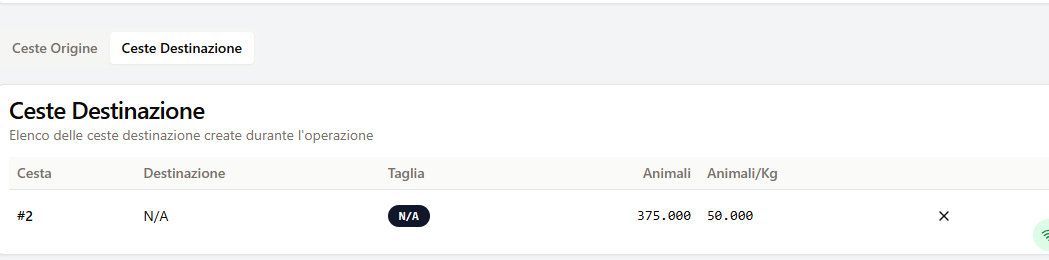 Ceste Origine Ceste Destinazione
Ceste Destinazione
Elenco delle ceste destinazione create durante l'operazione
Cesta Destinazione Taglia Animali Animali/Kg
#2 N/A N/A 375.000 50.000